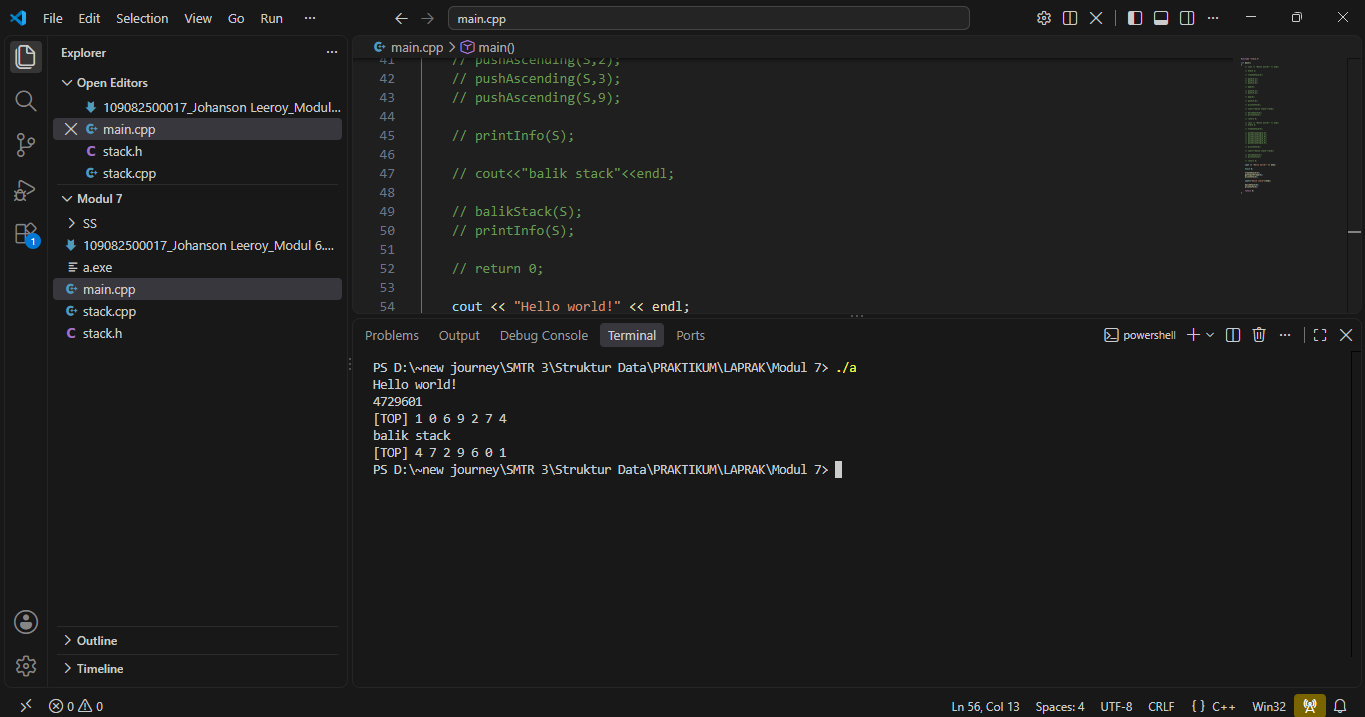 File Edit Selection View Go Run ···
main.cpp
Explorer
Open Editors
109082500017_Johanson Leeroy_Modul...
main.cpp
stack.h
stack.cpp
Modul 7
SS
109082500017_Johanson Leeroy_Modul 6....
a.exe
main.cpp
stack.cpp
stack.h
Outline
Timeline
1
main.cpp > main()
41 // pushAscending(S,2);
42 // pushAscending(S,3);
43 // pushAscending(S,9);
44
45 // printInfo(S);
46
47 // cout<<"balik stack"<<endl;
48
49 // balikStack(S);
50 // printInfo(S);
51
52 // return 0;
53
54 cout << "Hello world!" << endl;
Problems Output Debug Console Terminal Ports
powershell
PS D:\~new journey\SMTR 3\Struktur Data\PRAKTIKUM\LAPRAK\Modul 7> ./a
Hello world!
4729601
[TOP] 1 0 6 9 2 7 4
balik stack
[TOP] 4 7 2 9 6 0 1
PS D:\~new journey\SMTR 3\Struktur Data\PRAKTIKUM\LAPRAK\Modul 7>
0 0 Ln 56, Col 13 Spaces: 4 UTF-8 CRLF { } C++ Win32